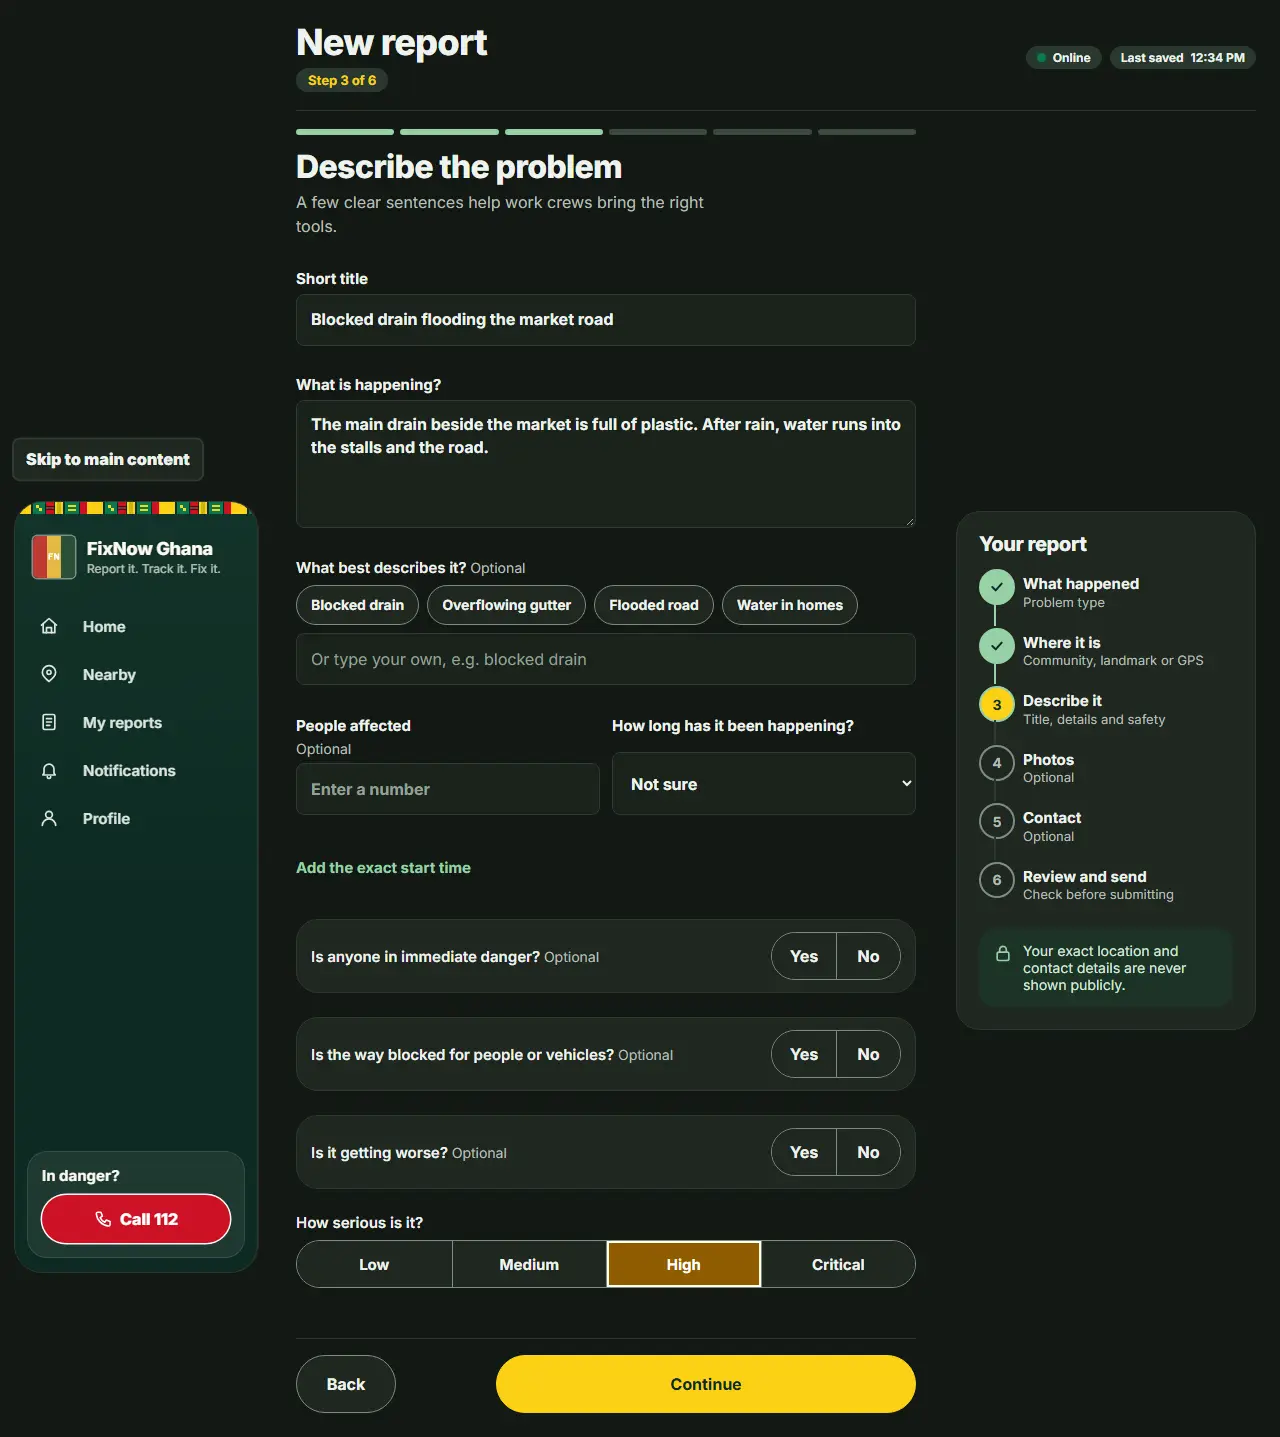 New report
Step 3 of 6
Online
Last saved 12:34 PM
Describe the problem
A few clear sentences help work crews bring the right
tools.
Short title
Blocked drain flooding the market road
What is happening?
The main drain beside the market is full of plastic. After rain, water runs into
the stalls and the road.
What best describes it? Optional
Blocked drain
Overflowing gutter
Flooded road
Water in homes
Or type your own, e.g. blocked drain
People affected
Optional
Enter a number
How long has it been happening?
Not sure
Add the exact start time
Is anyone in immediate danger? Optional
Yes
No
Is the way blocked for people or vehicles? Optional
Yes
No
Is it getting worse? Optional
Yes
No
How serious is it?
Low
Medium
High
Critical
Back
Continue
Skip to main content
FN
FixNow Ghana
Report it. Track it. Fix it.
Home
Nearby
My reports
Notifications
Profile
In danger?
Call 112
Your report
What happened
Problem type
Where it is
Community, landmark or GPS
3
Describe it
Title, details and safety
4
Photos
Optional
5
Contact
Optional
6
Review and send
Check before submitting
Your exact location and
contact details are never
shown publicly.